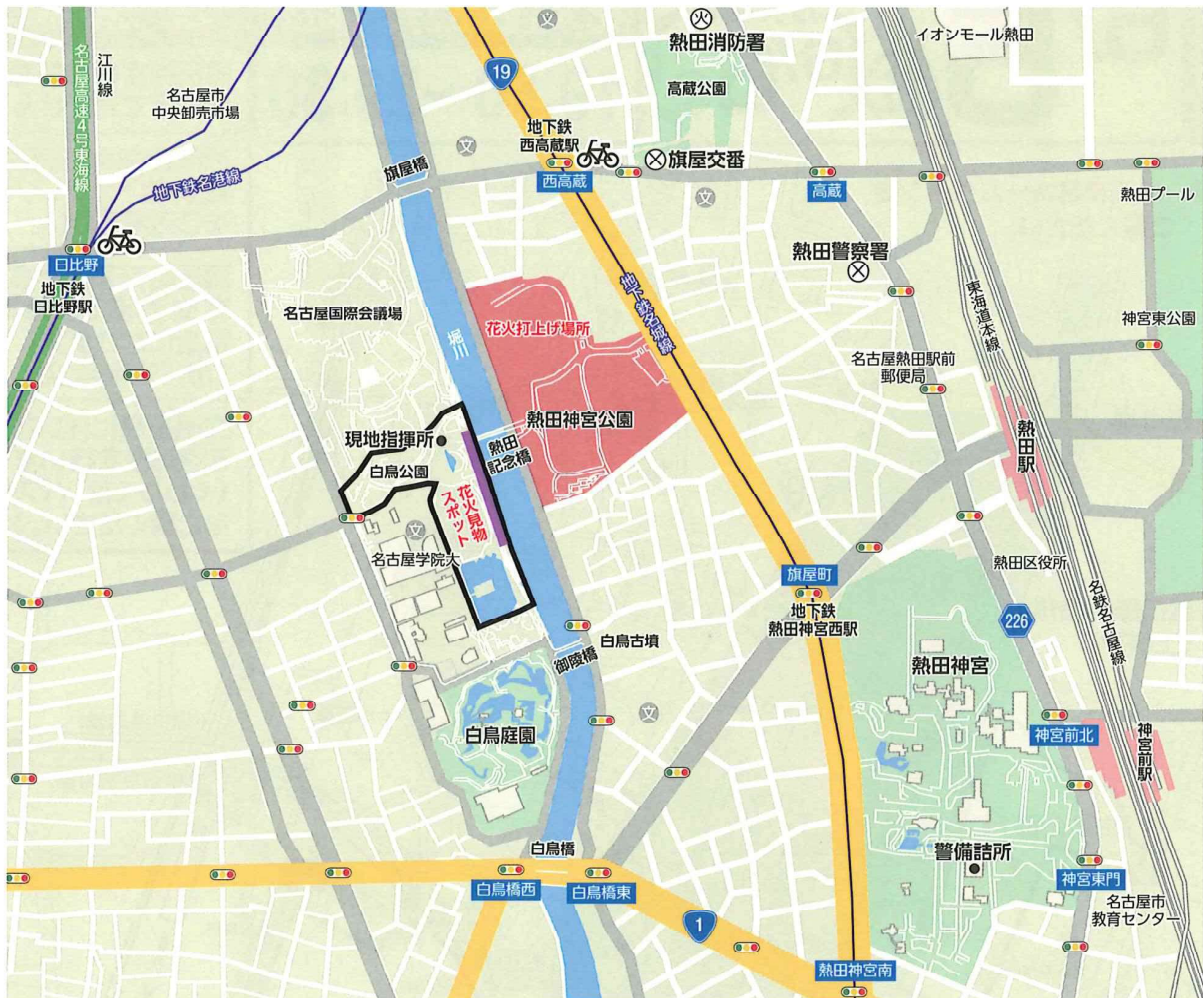 火
熱田消防署
イオンモール熱田
文
19
名古屋高速4号東海線
江川線
名古屋市
中央卸売市場
高蔵公園
地下鉄
西高蔵駅
文
旗屋交番
旗屋橋
西高蔵
高蔵
熱田プール
地下鉄名港線
文
日比野
地下鉄
日比野駅
熱田警察署
地下鉄名城線
東海道本線
名古屋国際会議場
堀川
花火打上げ場所
神宮東公園
名古屋熱田駅前
郵便局
熱田神宮公園
現地指揮所
熱田
記念橋
熱田駅
白鳥公園
花火見物
スポット
文
名古屋学院大
熱田区役所
旗屋町
地下鉄
熱田神宮西駅
226
名鉄名古屋線
白鳥古墳
御陵橋
熱田神宮
文
白鳥庭園
神宮前北
神宮前駅
白鳥橋
警備詰所
白鳥橋西
白鳥橋東
神宮東門
名古屋市
教育センター
1
熱田神宮南